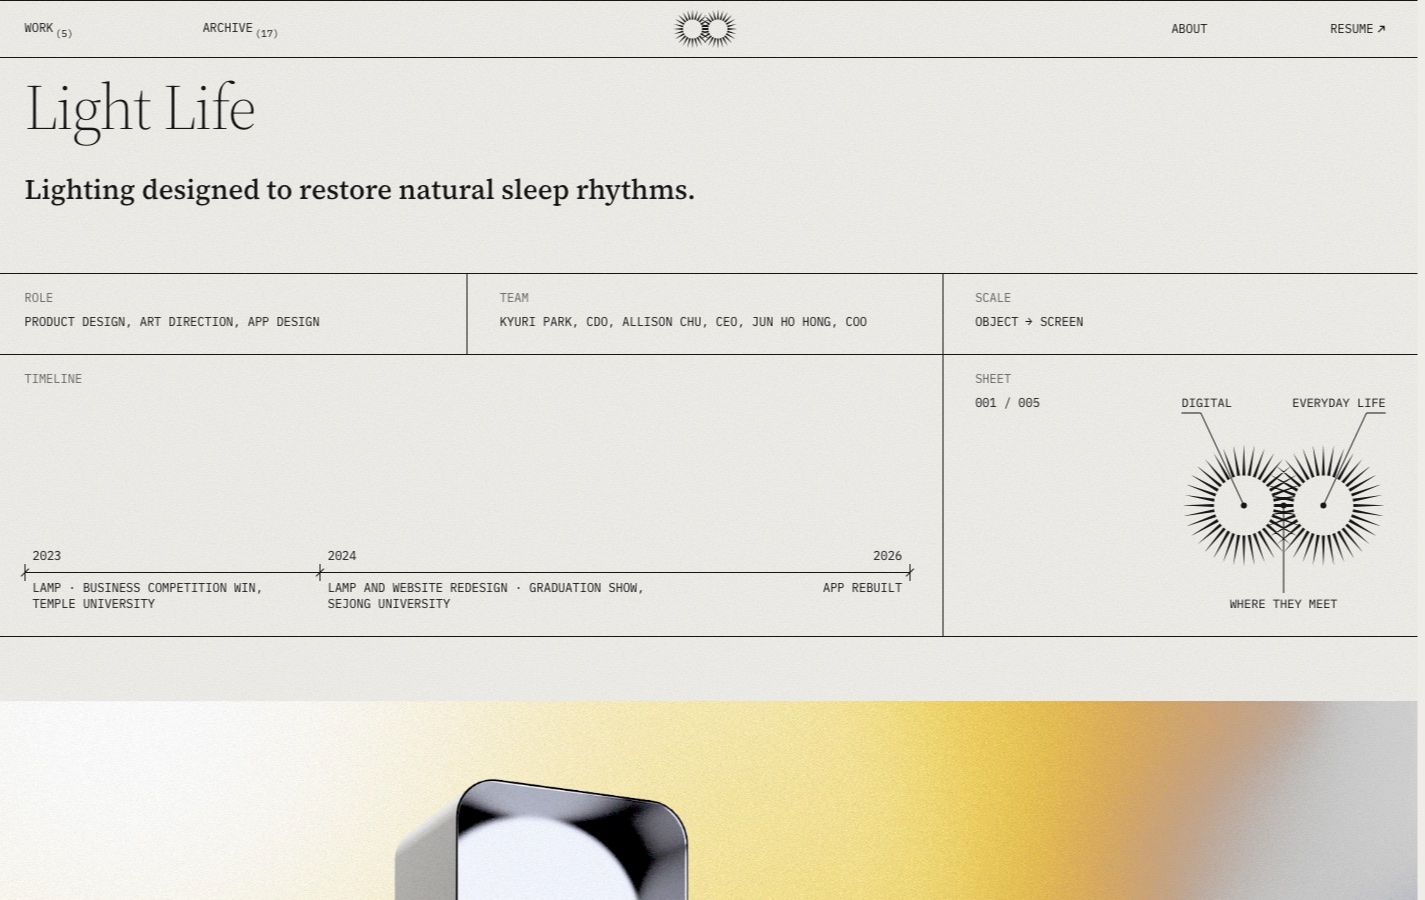 WORK (5)
ARCHIVE (17)
ABOUT
RESUME ↗
Light Life
Lighting designed to restore natural sleep rhythms.
ROLE
PRODUCT DESIGN, ART DIRECTION, APP DESIGN
TEAM
KYURI PARK, CDO, ALLISON CHU, CEO, JUN HO HONG, COO
SCALE
OBJECT → SCREEN
TIMELINE
2023
LAMP · BUSINESS COMPETITION WIN,
TEMPLE UNIVERSITY
2024
LAMP AND WEBSITE REDESIGN · GRADUATION SHOW,
SEJONG UNIVERSITY
2026
APP REBUILT
SHEET
001 / 005
DIGITAL
EVERYDAY LIFE
WHERE THEY MEET